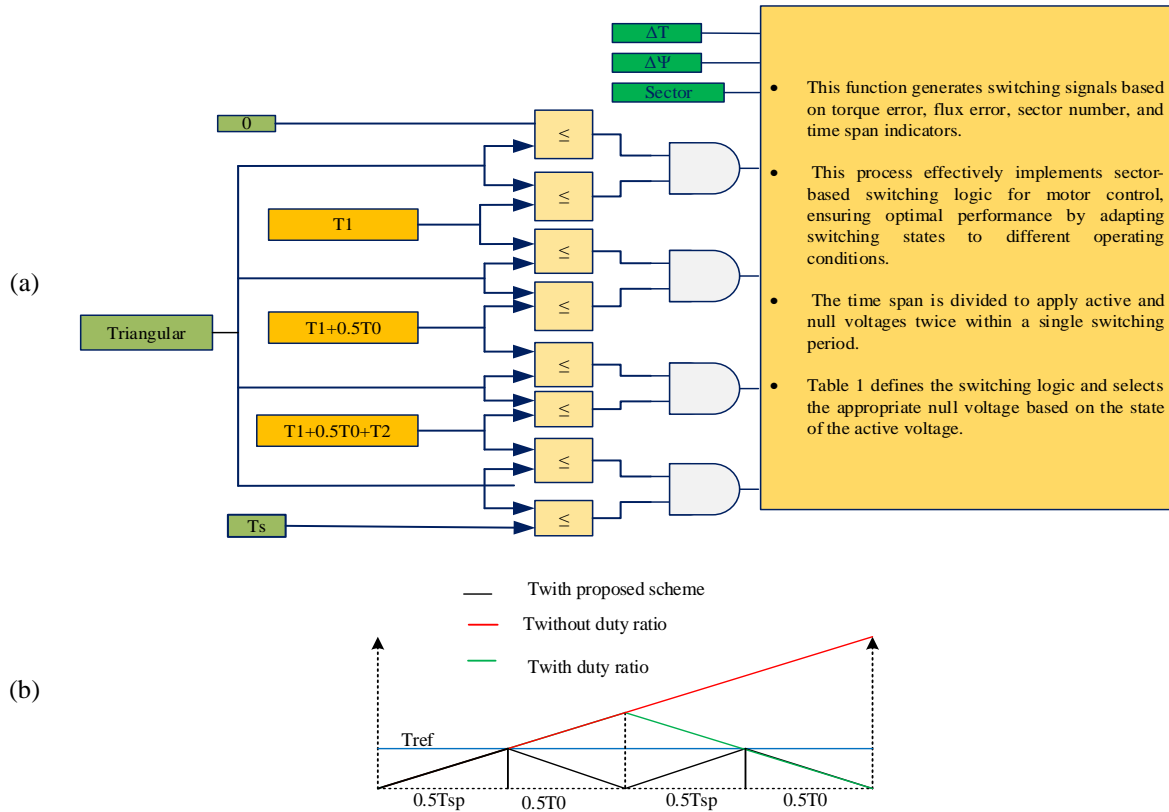 ΔT
ΔΨ
Sector
0
≤
≤
T1
≤
≤
T1+0.5T0
≤
≤
T1+0.5T0+T2
≤
≤
Ts
(a)
Triangular
• This function generates switching signals based
on torque error, flux error, sector number, and
time span indicators.
• This process effectively implements sector-
based switching logic for motor control,
ensuring optimal performance by adapting
switching states to different operating
conditions.
• The time span is divided to apply active and
null voltages twice within a single switching
period.
• Table 1 defines the switching logic and selects
the appropriate null voltage based on the state
of the active voltage.
Twith proposed scheme
Twithout duty ratio
Twith duty ratio
(b)
Tref
0.5Tsp 0.5T0 0.5Tsp 0.5T0